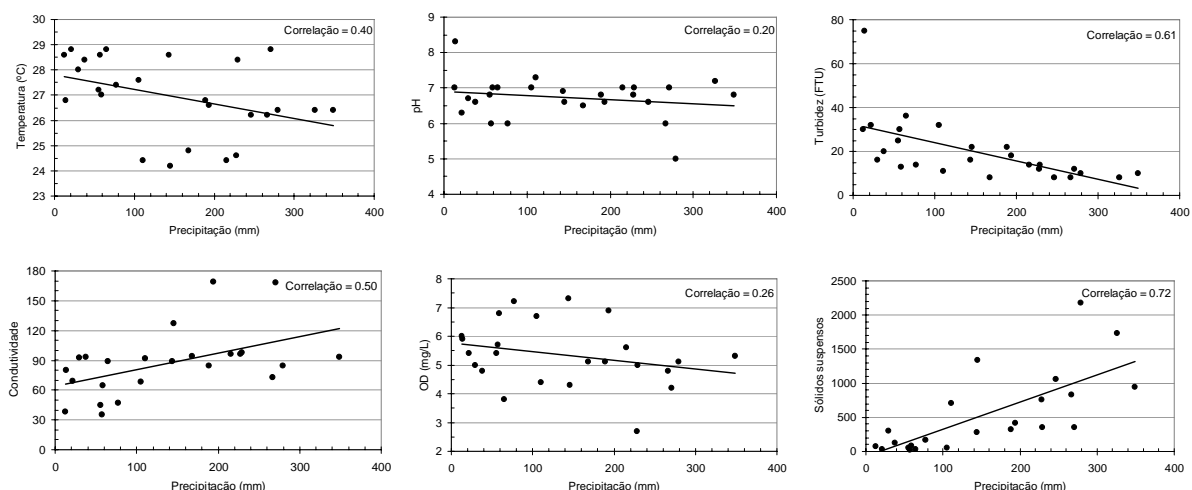 Correlação = 0.40
Temperatura (ºC)
30
29
28
27
26
25
24
23
0 100 200 300 400
Precipitação (mm)
Correlação = 0.20
pH
9
8
7
6
5
4
0 100 200 300 400
Precipitação (mm)
Correlação = 0.61
Turbidez (FTU)
80
60
40
20
0
0 100 200 300 400
Precipitação (mm)
Correlação = 0.50
Condutividade
180
150
120
90
60
30
0
0 100 200 300 400
Precipitação (mm)
Correlação = 0.26
OD (mg/L)
8
7
6
5
4
3
2
0 100 200 300 400
Precipitação (mm)
Correlação = 0.72
Sólidos suspensos
2500
2000
1500
1000
500
0
0 100 200 300 400
Precipitação (mm)